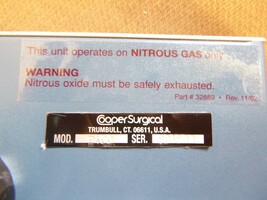 This unit operates on NITROUS GAS only
WARNING
Nitrous oxide must be safely exhausted.
Part # 32689 • Rev. 11/02
CooperSurgical
TRUMBULL, CT. 06611, U.S.A.
MOD. SER.